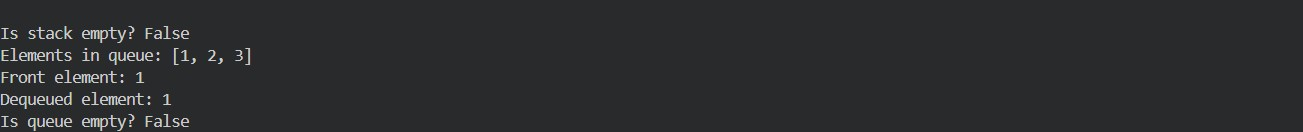 Is stack empty? False
Elements in queue: [1, 2, 3]
Front element: 1
Dequeued element: 1
Is queue empty? False